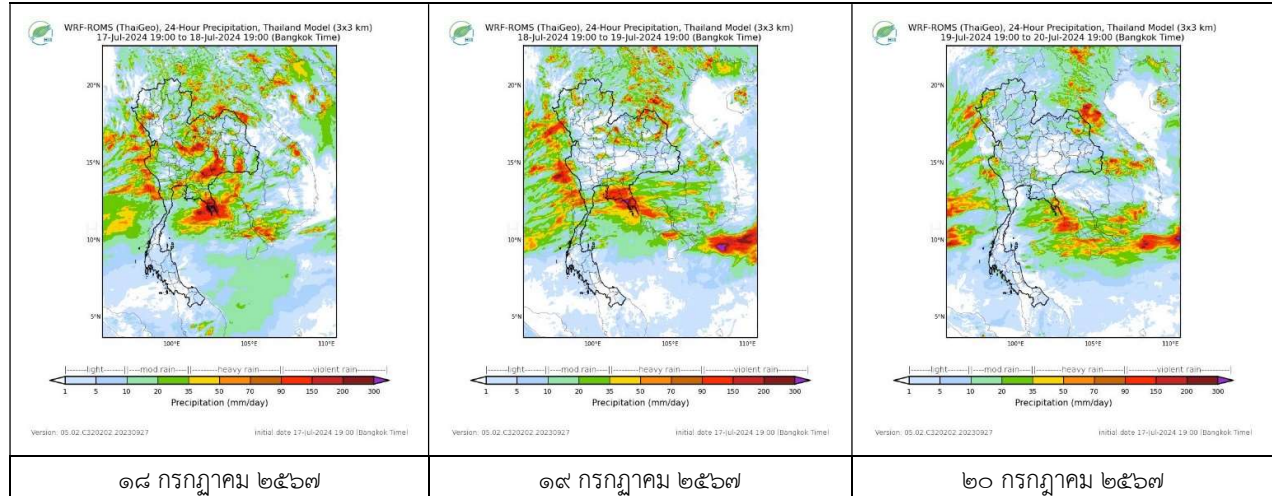 WRF-ROMS (ThaiGeo), 24-Hour Precipitation, Thailand Model (3x3 km)
17-Jul-2024 19:00 to 18-Jul-2024 19:00 (Bangkok Time)
20°N
15°N
10°N
5°N
100°E 105°E 110°E
|-------light-------||----mod rain----||-------heavy rain-------||-------violent rain-------|
1 5 10 20 35 50 70 90 150 200 300
Precipitation (mm/day)
Version: 05.02.C320202.20230927 initial date 17-Jul-2024 19:00 (Bangkok Time)
๑๘ กรกฏาคม ๒๕๖๗
WRF-ROMS (ThaiGeo), 24-Hour Precipitation, Thailand Model (3x3 km)
18-Jul-2024 19:00 to 19-Jul-2024 19:00 (Bangkok Time)
20°N
15°N
10°N
5°N
100°E 105°E 110°E
|-------light-------||----mod rain----||-------heavy rain-------||-------violent rain-------|
1 5 10 20 35 50 70 90 150 200 300
Precipitation (mm/day)
Version: 05.02.C320202.20230927 initial date 17-Jul-2024 19:00 (Bangkok Time)
๑๙ กรกฏาคม ๒๕๖๗
WRF-ROMS (ThaiGeo), 24-Hour Precipitation, Thailand Model (3x3 km)
19-Jul-2024 19:00 to 20-Jul-2024 19:00 (Bangkok Time)
20°N
15°N
10°N
5°N
100°E 105°E 110°E
|-------light-------||----mod rain----||-------heavy rain-------||-------violent rain-------|
1 5 10 20 35 50 70 90 150 200 300
Precipitation (mm/day)
Version: 05.02.C320202.20230927 initial date 17-Jul-2024 19:00 (Bangkok Time)
๒๐ กรกฎาคม ๒๕๖๗